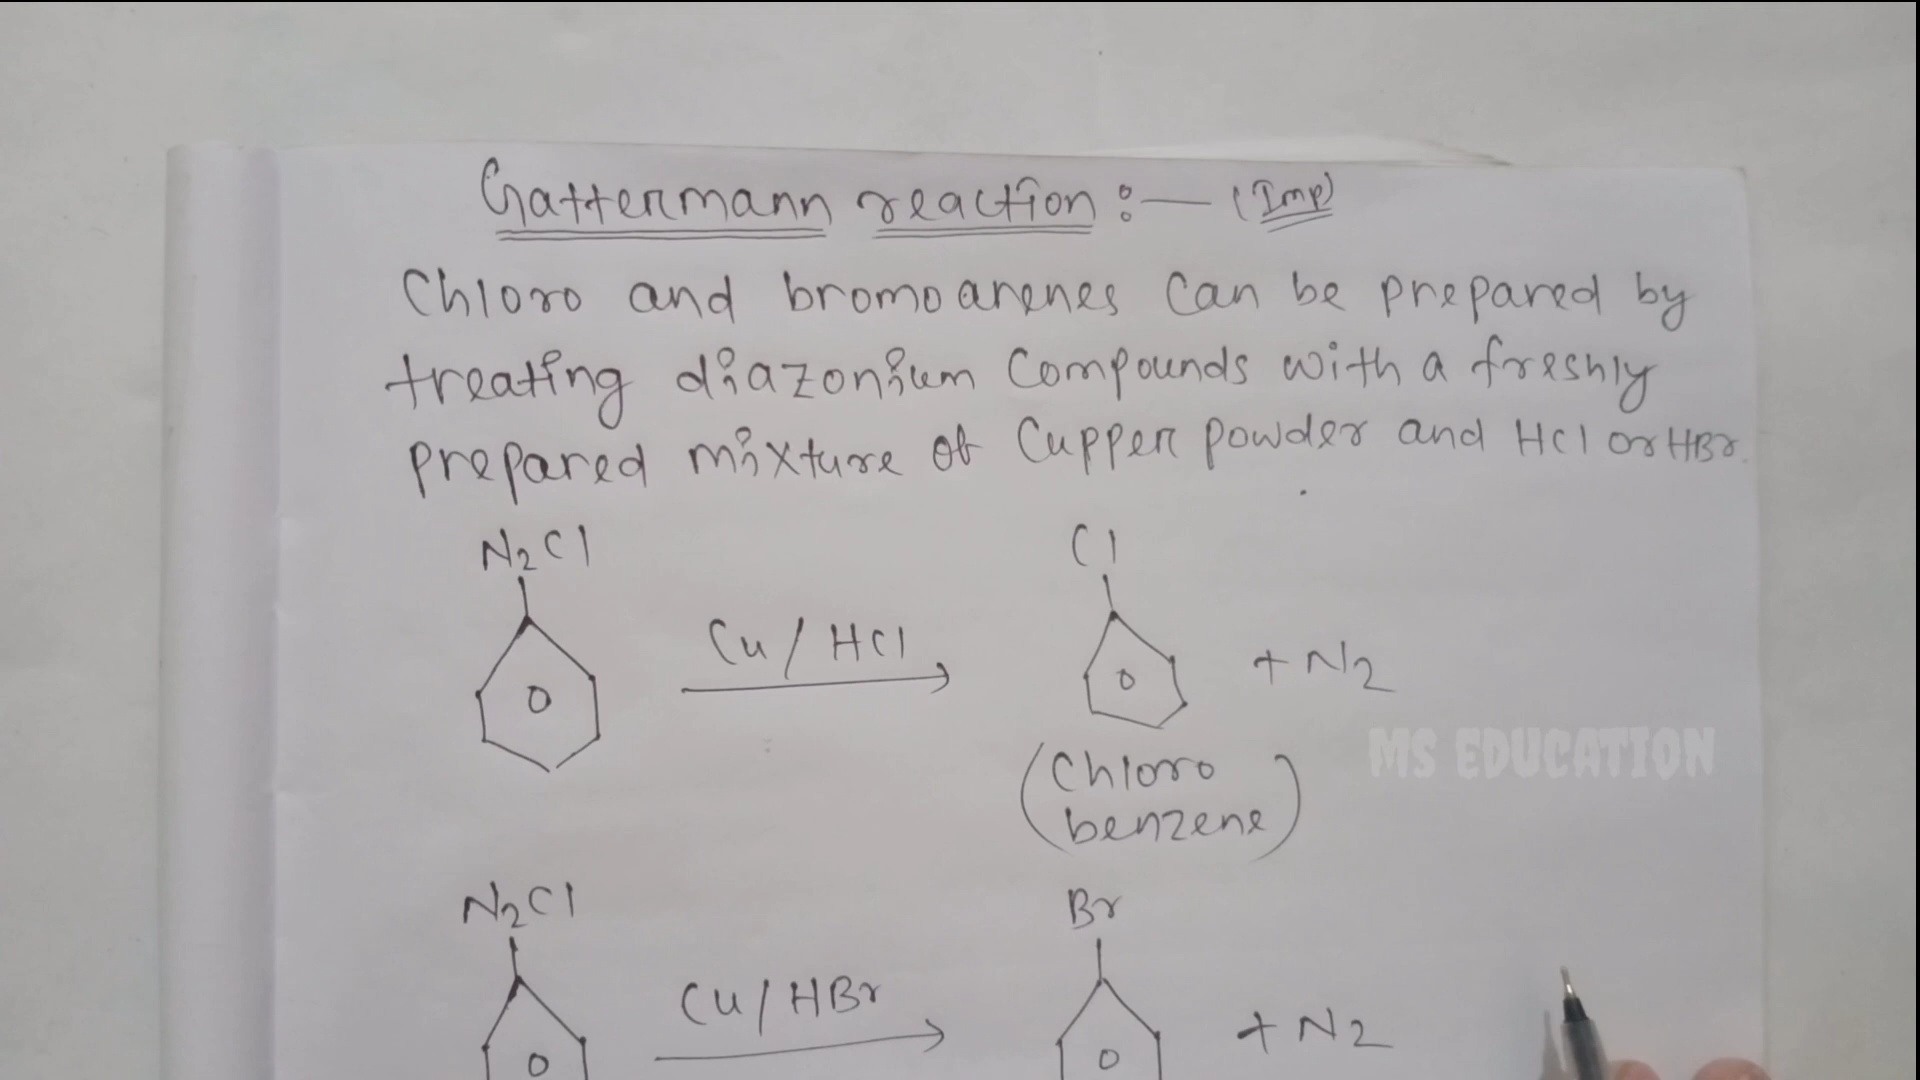 Gattermann reaction :— (Imp)
Chloro and bromoarenes can be prepared by
treating diazonium compounds with a freshly
prepared mixture of Cupper powder and HCl or HBr.
N2Cl
Cl
Cu / HCl
+ N2
(Chloro
benzene)
MS EDUCATION
N2Cl
Br
Cu / HBr
+ N2